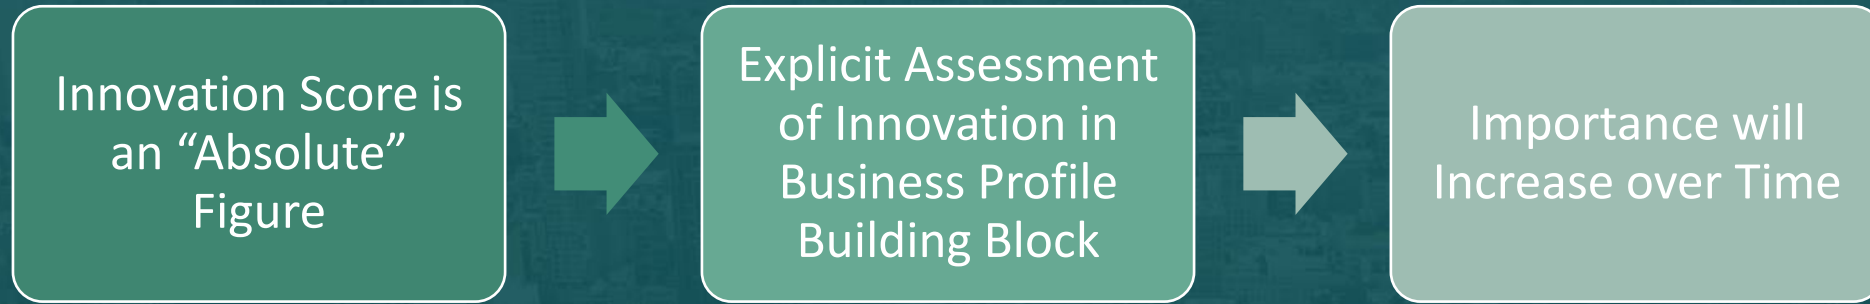 Innovation Score is
an “Absolute”
Figure
Explicit Assessment
of Innovation in
Business Profile
Building Block
Importance will
Increase over Time